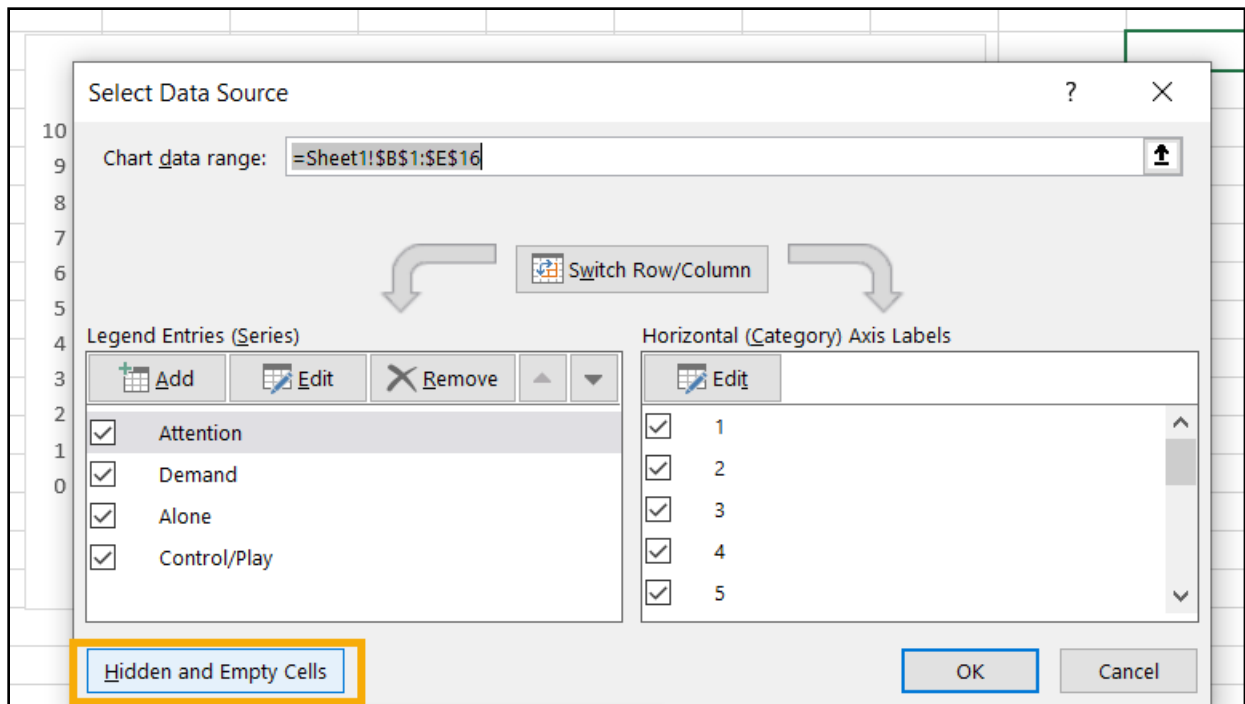 Select Data Source ?
Chart data range: =Sheet1!$B$1:$E$16
10
9
8
7
6
5
4
3
2
1
0
Switch Row/Column
Legend Entries (Series)
Add Edit Remove
Attention
Demand
Alone
Control/Play
Horizontal (Category) Axis Labels
Edit
1
2
3
4
5
Hidden and Empty Cells
OK Cancel